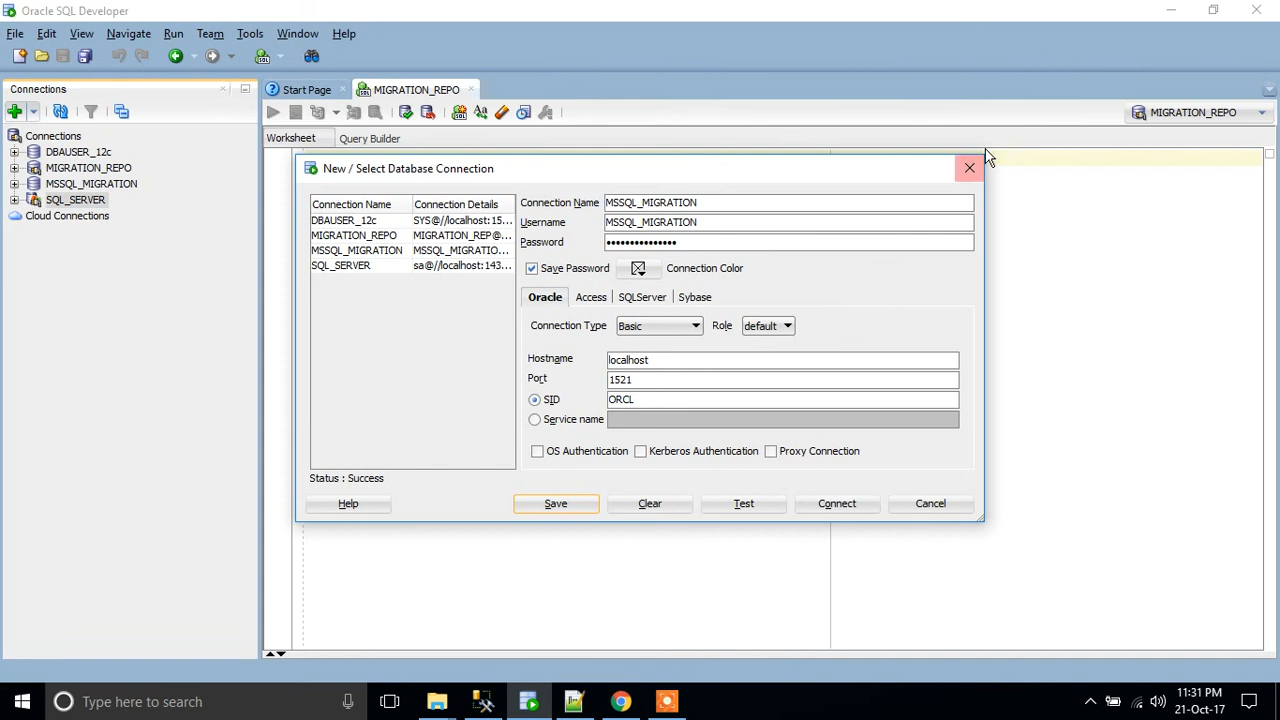 Oracle SQL Developer
File Edit View Navigate Run Team Tools Window Help
Connections
Start Page
MIGRATION_REPO
MIGRATION_REPO
Worksheet Query Builder
Connections
DBAUSER_12c
MIGRATION_REPO
MSSQL_MIGRATION
SQL_SERVER
Cloud Connections
New / Select Database Connection
Connection Name Connection Details
DBAUSER_12c SYS@//localhost:15...
MIGRATION_REPO MIGRATION_REP@...
MSSQL_MIGRATION MSSQL_MIGRATIO...
SQL_SERVER sa@//localhost:143...
Connection Name MSSQL_MIGRATION
Username MSSQL_MIGRATION
Password •••••••••••••••
Save Password Connection Color
Oracle Access SQLServer Sybase
Connection Type Basic Role default
Hostname localhost
Port 1521
SID ORCL
Service name
OS Authentication Kerberos Authentication Proxy Connection
Status : Success
Help Save Clear Test Connect Cancel
Type here to search
11:31 PM
21-Oct-17